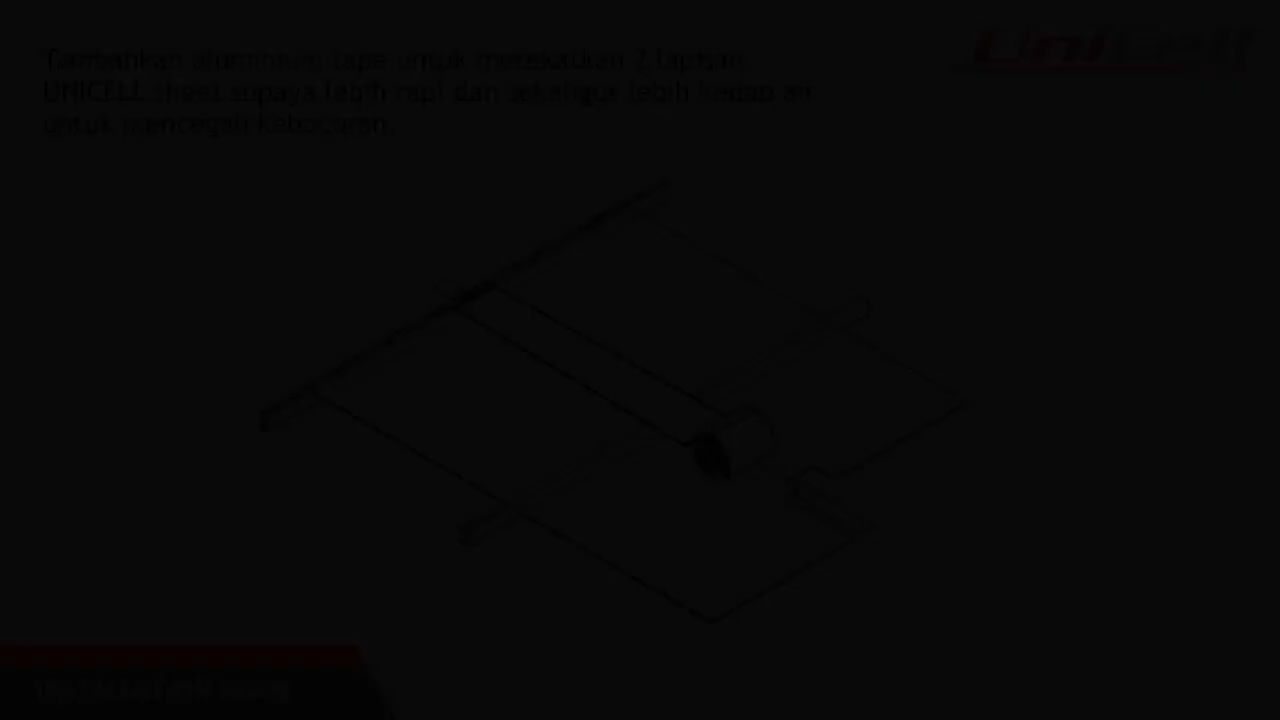 Unicell
Tambahkan aluminium tape untuk merekatkan 2 lapisan
UNICELL sheet supaya lebih rapi dan sekaligus lebih kedap air
untuk mencegah kebocoran.